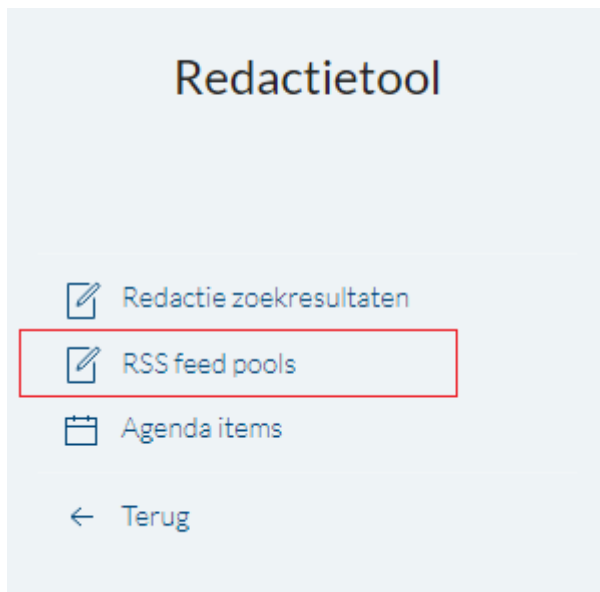 Redactietool
Redactie zoekresultaten
RSS feed pools
Agenda items
Terug